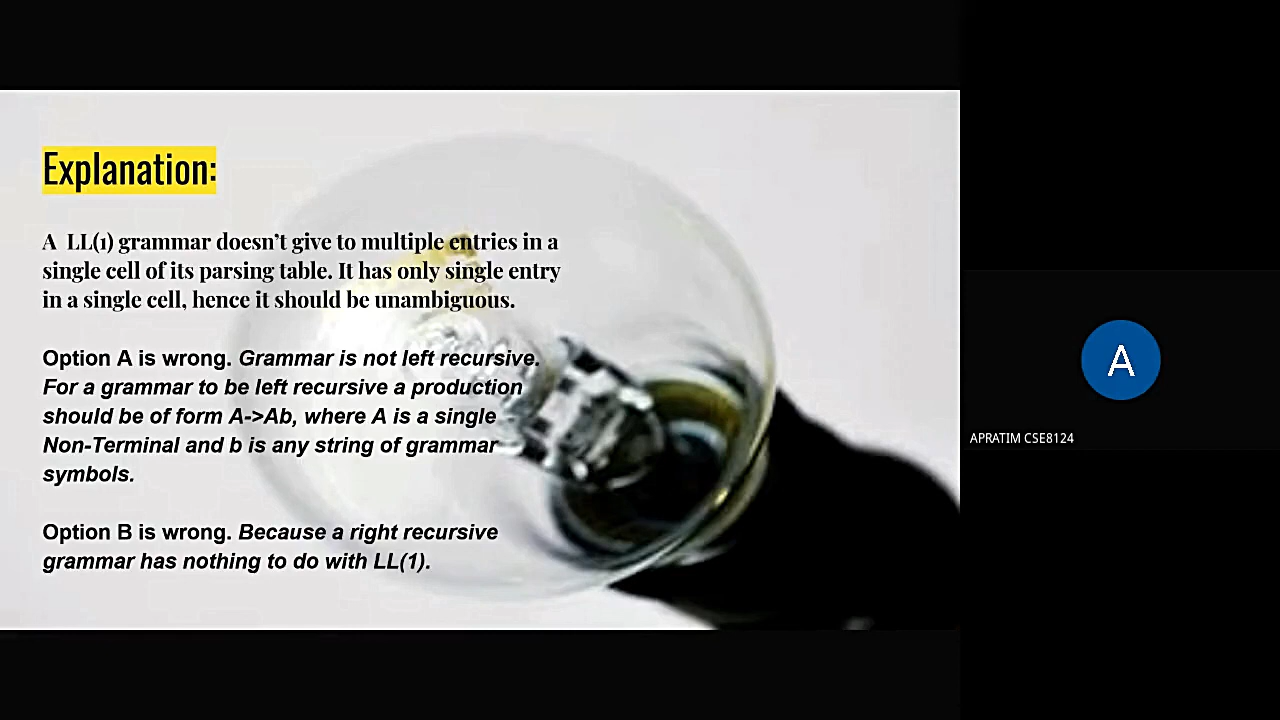 Explanation:
A LL(1) grammar doesn't give to multiple entries in a
single cell of its parsing table. It has only single entry
in a single cell, hence it should be unambiguous.
Option A is wrong. Grammar is not left recursive.
For a grammar to be left recursive a production
should be of form A->Ab, where A is a single
Non-Terminal and b is any string of grammar
symbols.
Option B is wrong. Because a right recursive
grammar has nothing to do with LL(1).
A
APRATIM CSE8124